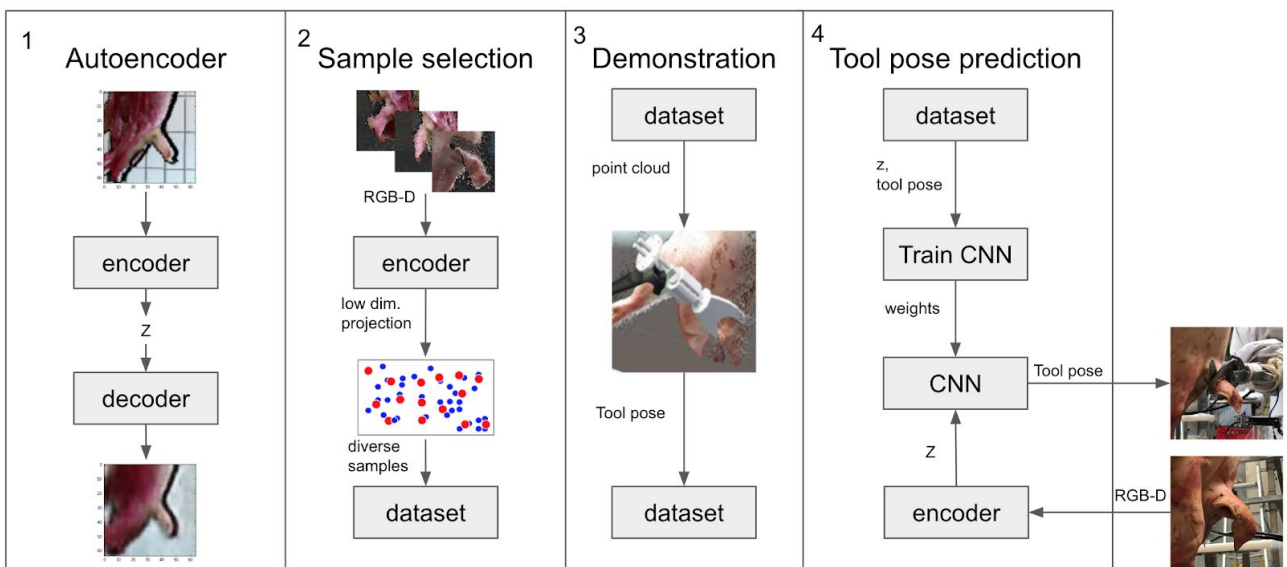 1
Autoencoder
encoder
z
decoder
2
Sample selection
RGB-D
encoder
low dim.
projection
diverse
samples
dataset
3
Demonstration
dataset
point cloud
Tool pose
dataset
4
Tool pose prediction
dataset
z,
tool pose
Train CNN
weights
CNN
Tool pose
z
encoder
RGB-D